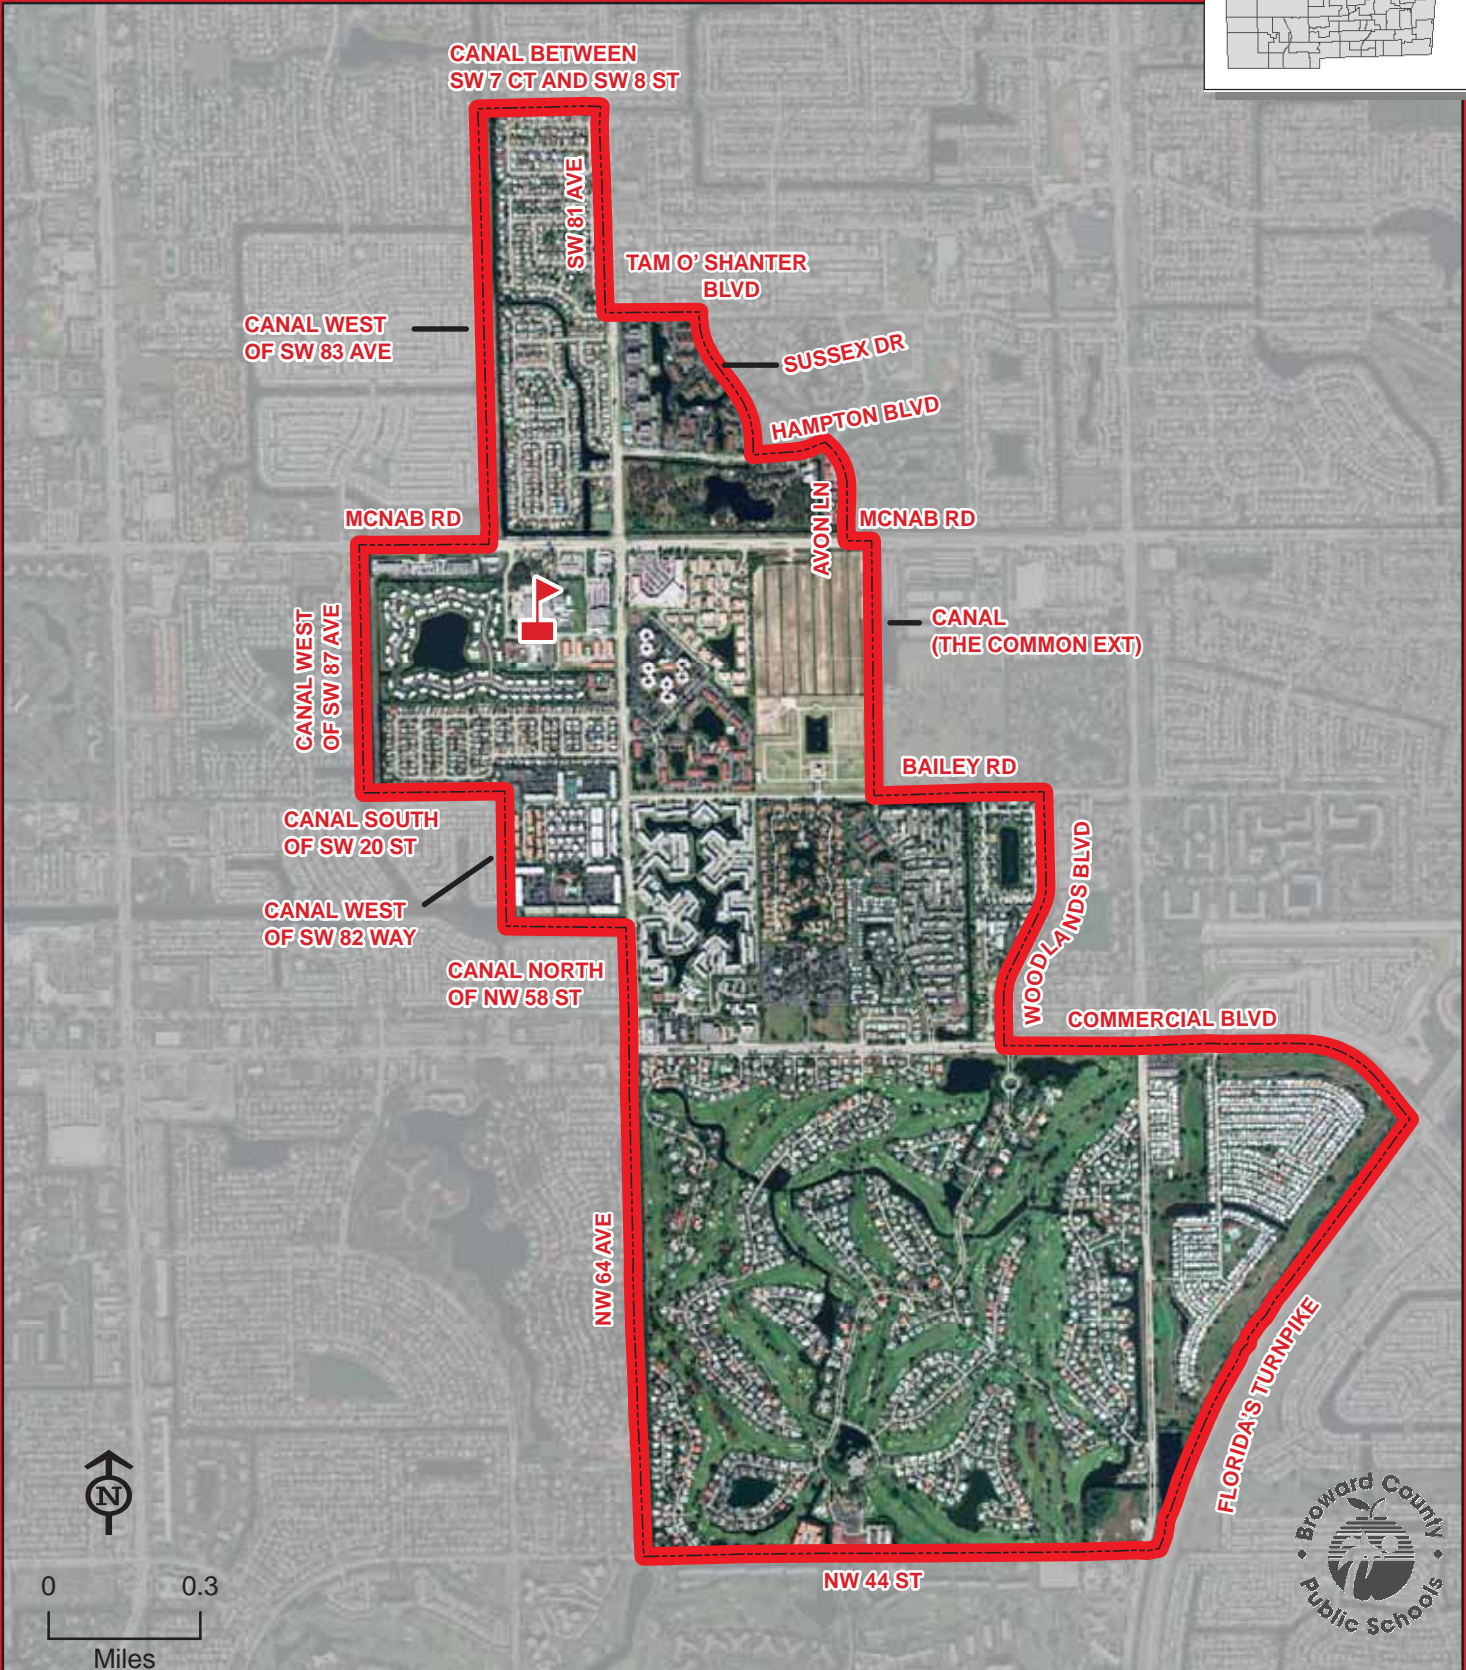 CANAL BETWEEN
SW 7 CT AND SW 8 ST
SW 81 AVE
TAM O' SHANTER
BLVD
CANAL WEST
OF SW 83 AVE
SUSSEX DR
HAMPTON BLVD
MCNAB RD
AVON LN
MCNAB RD
CANAL WEST
OF SW 87 AVE
CANAL
(THE COMMON EXT)
BAILEY RD
CANAL SOUTH
OF SW 20 ST
WOODLANDS BLVD
CANAL WEST
OF SW 82 WAY
CANAL NORTH
OF NW 58 ST
COMMERCIAL BLVD
NW 64 AVE
FLORIDA'S TURNPIKE
N
Broward County
Public Schools
NW 44 ST
0 0.3
Miles